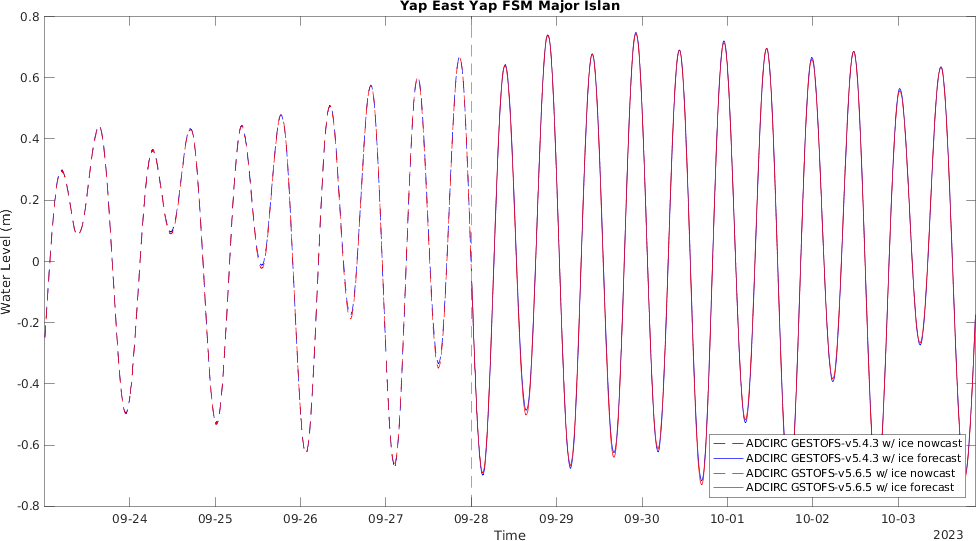 Yap East Yap FSM Major Islan
0.8
0.6
0.4
0.2
0
-0.2
-0.4
-0.6
-0.8
Water Level (m)
ADCIRC GESTOFS-v5.4.3 w/ ice nowcast
ADCIRC GESTOFS-v5.4.3 w/ ice forecast
ADCIRC GSTOFS-v5.6.5 w/ ice nowcast
ADCIRC GSTOFS-v5.6.5 w/ ice forecast
09-24 09-25 09-26 09-27 09-28 09-29 09-30 10-01 10-02 10-03
Time
2023